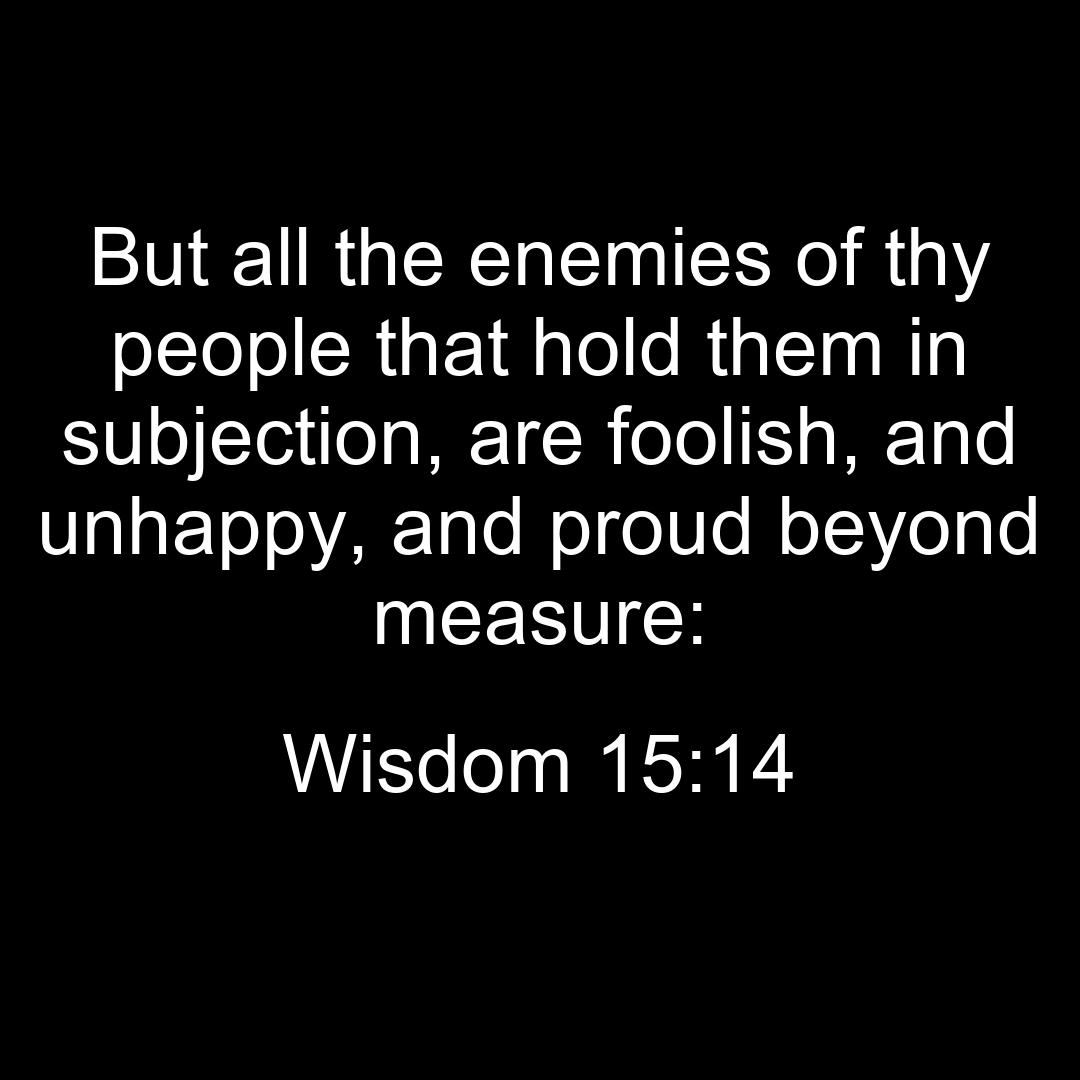 But all the enemies of thy
people that hold them in
subjection, are foolish, and
unhappy, and proud beyond
measure:
Wisdom 15:14